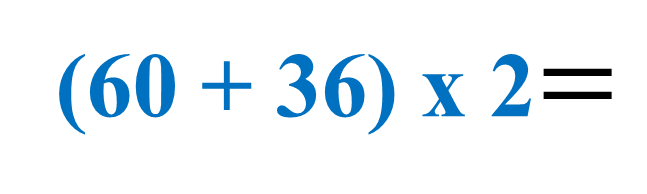 (60 + 36) x 2=